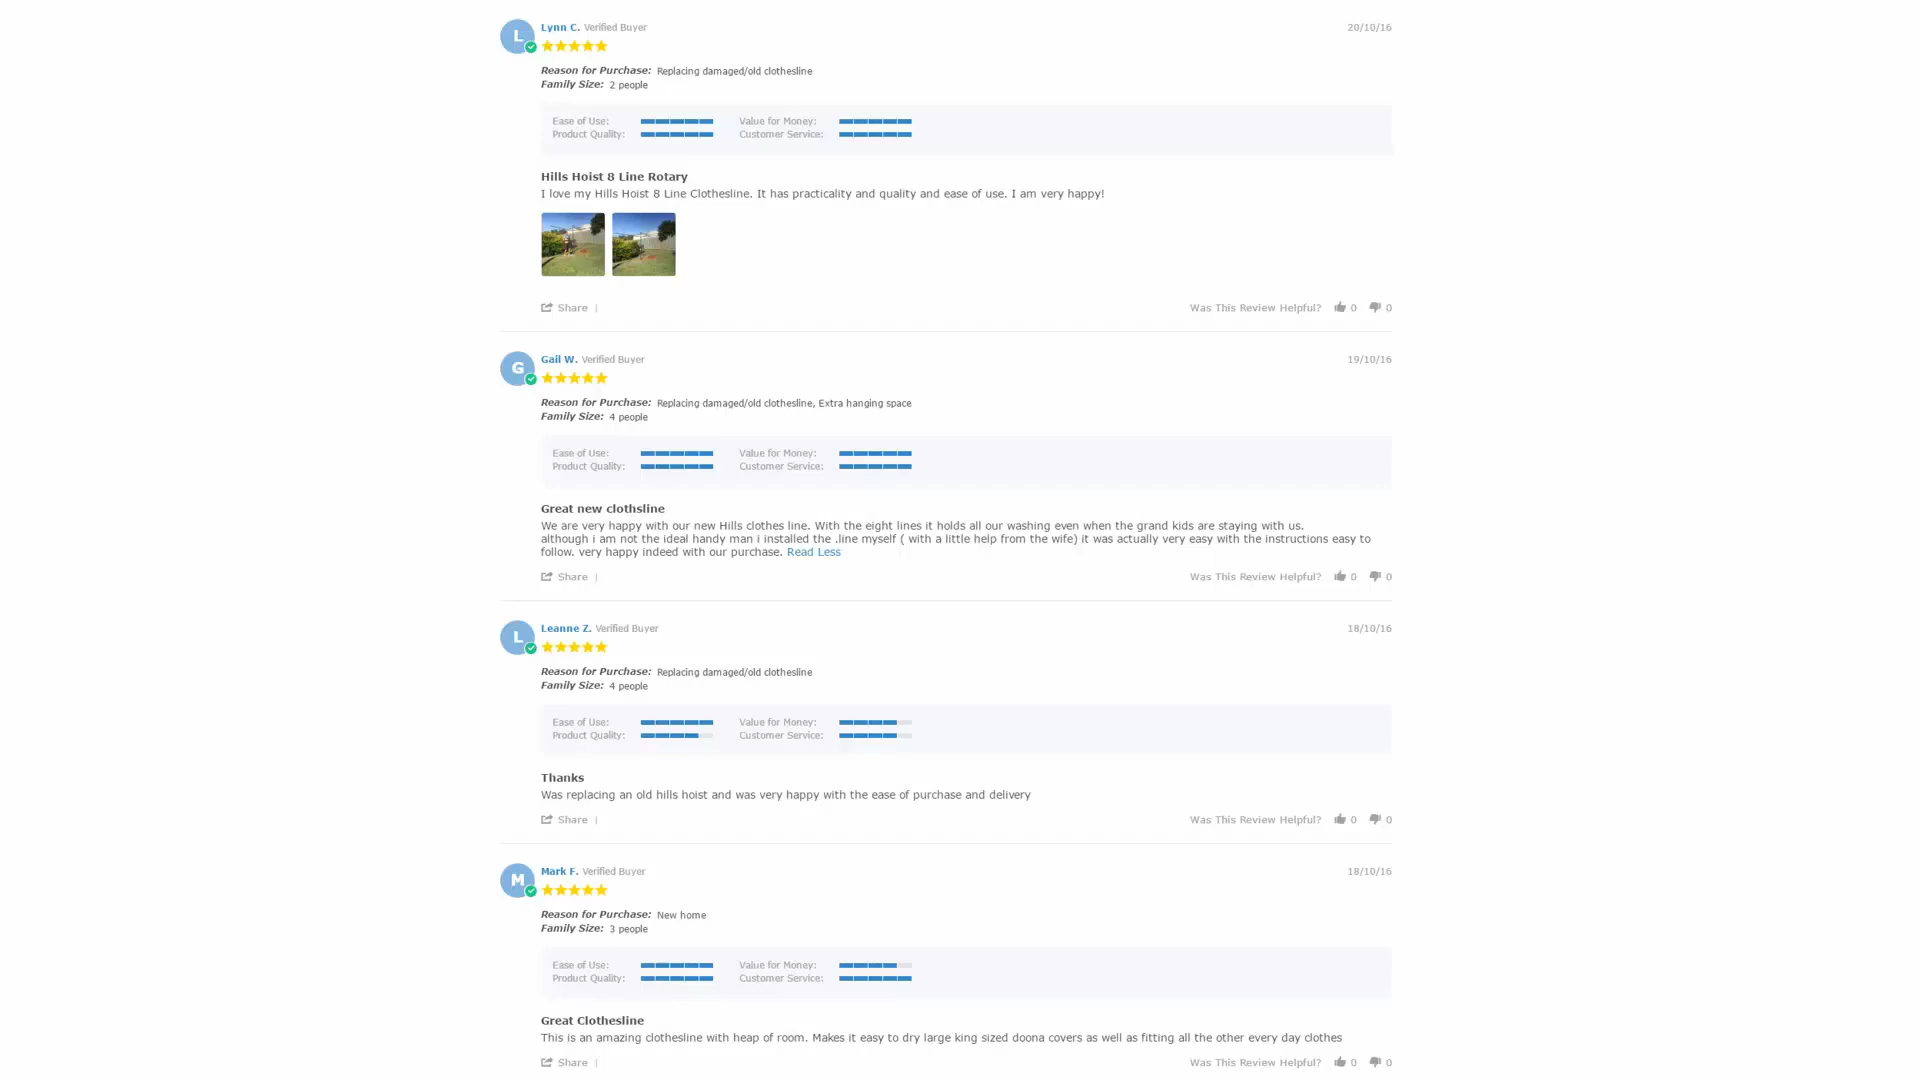 L
Lynn C. Verified Buyer 20/10/16
Reason for Purchase: Replacing damaged/old clothesline
Family Size: 2 people
Ease of Use: Value for Money:
Product Quality: Customer Service:
Hills Hoist 8 Line Rotary
I love my Hills Hoist 8 Line Clothesline. It has practicality and quality and ease of use. I am very happy!
Share | Was This Review Helpful? 0 0
G
Gail W. Verified Buyer 19/10/16
Reason for Purchase: Replacing damaged/old clothesline, Extra hanging space
Family Size: 4 people
Ease of Use: Value for Money:
Product Quality: Customer Service:
Great new clothsline
We are very happy with our new Hills clothes line. With the eight lines it holds all our washing even when the grand kids are staying with us.
although i am not the ideal handy man i installed the .line myself ( with a little help from the wife) it was actually very easy with the instructions easy to
follow. very happy indeed with our purchase. Read Less
Share | Was This Review Helpful? 0 0
L
Leanne Z. Verified Buyer 18/10/16
Reason for Purchase: Replacing damaged/old clothesline
Family Size: 4 people
Ease of Use: Value for Money:
Product Quality: Customer Service:
Thanks
Was replacing an old hills hoist and was very happy with the ease of purchase and delivery
Share | Was This Review Helpful? 0 0
M
Mark F. Verified Buyer 18/10/16
Reason for Purchase: New home
Family Size: 3 people
Ease of Use: Value for Money:
Product Quality: Customer Service:
Great Clothesline
This is an amazing clothesline with heap of room. Makes it easy to dry large king sized doona covers as well as fitting all the other every day clothes
Share | Was This Review Helpful? 0 0